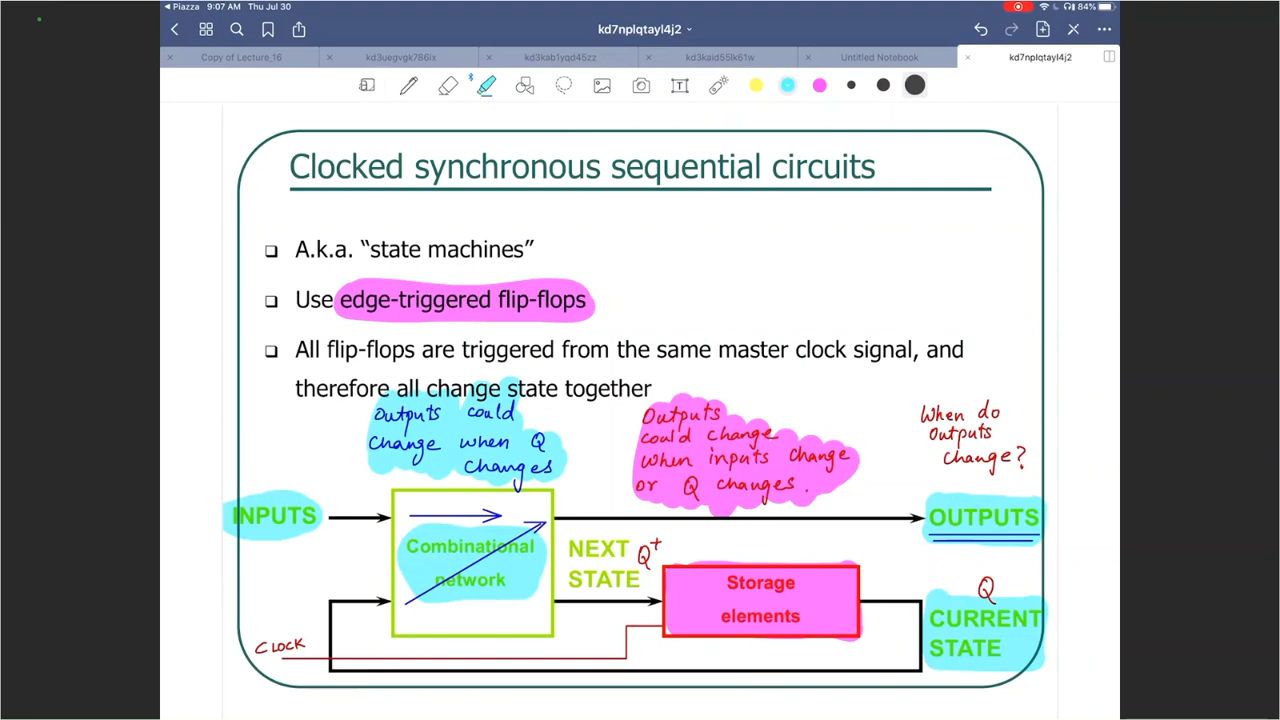 Piazza 9:07 AM Thu Jul 30 84%
kd7nplqtayl4j2
Copy of Lecture_16 kd3uegvgk786ix kd3kab1yqd45zz kd3kaid55lk61w Untitled Notebook kd7nplqtayl4j2
T
Clocked synchronous sequential circuits
A.k.a. “state machines”
Use edge-triggered flip-flops
All flip-flops are triggered from the same master clock signal, and
therefore all change state together
Outputs could
change when Q
changes
Outputs
could change
when inputs change
or Q changes.
When do
outputs
change?
INPUTS
Combinational
network
NEXT
STATE
Q+
Storage
elements
OUTPUTS
Q
CURRENT
STATE
CLOCK